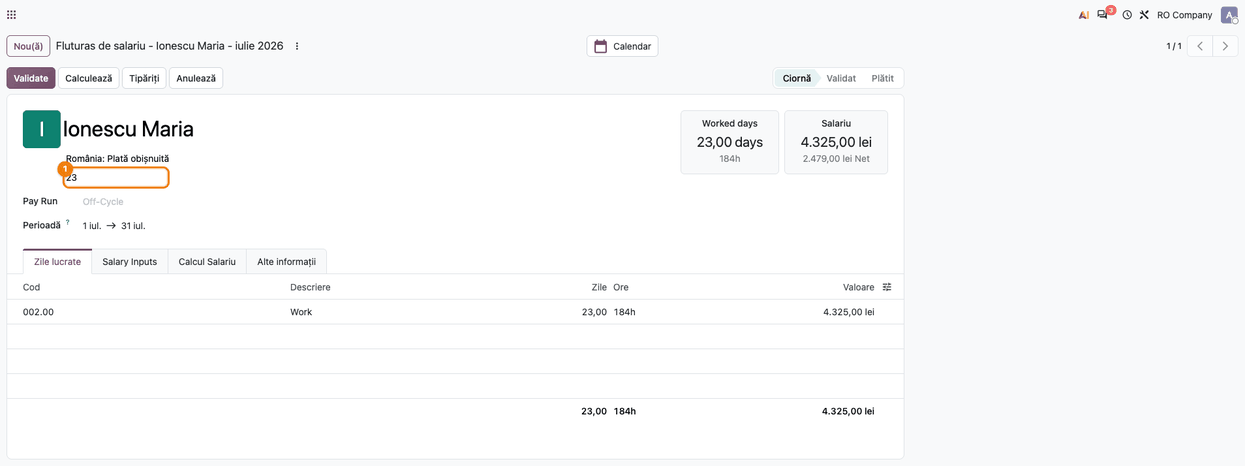 AI
3
RO Company
A
Nou(ă)
Fluturas de salariu - Ionescu Maria - iulie 2026
Calendar
1 / 1
Validate
Calculează
Tipăriți
Anulează
Ciornă
Validat
Plătit
I
Ionescu Maria
Worked days
23,00 days
184h
Salariu
4.325,00 lei
2.479,00 lei Net
România: Plată obișnuită
1
23
Pay Run
Off-Cycle
Perioadă ?
1 iul. → 31 iul.
Zile lucrate
Salary Inputs
Calcul Salariu
Alte informații
Cod Descriere Zile Ore Valoare
002.00 Work 23,00 184h 4.325,00 lei
23,00 184h 4.325,00 lei